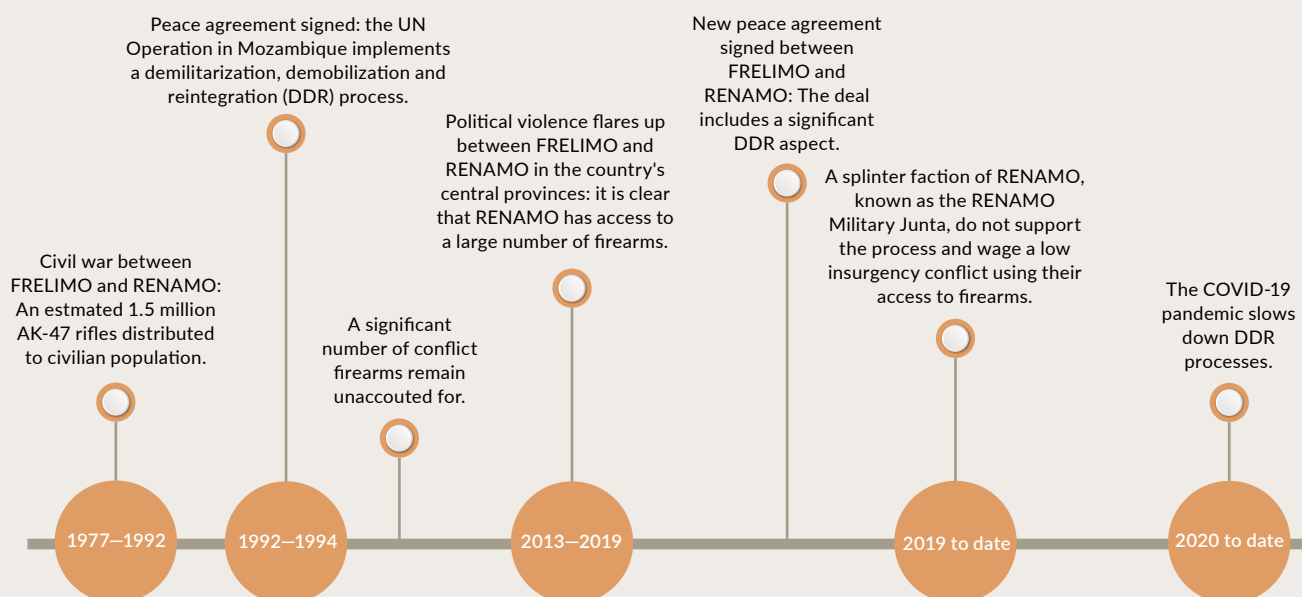 Civil war between
FRELIMO and RENAMO:
An estmated 1.5 million
AK-47 rifles distributed
to civilian population.
1977—1992
Peace agreement signed: the UN
Operation in Mozambique implements
a demilitarization, demobilization and
reintegration (DDR) process.
1992—1994
A significant
number of conflict
firearms remain
unaccouted for.
Political violence flares up
between FRELIMO and
RENAMO in the country's
central provinces: it is clear
that RENAMO has access to
a large number of firearms.
2013—2019
New peace agreement
signed between
FRELIMO and
RENAMO: The deal
includes a significant
DDR aspect.
A splinter faction of RENAMO,
known as the RENAMO
Military Junta, do not support
the process and wage a low
insurgency conflict using their
access to firearms.
2019 to date
The COVID-19
pandemic slows
down DDR
processes.
2020 to date